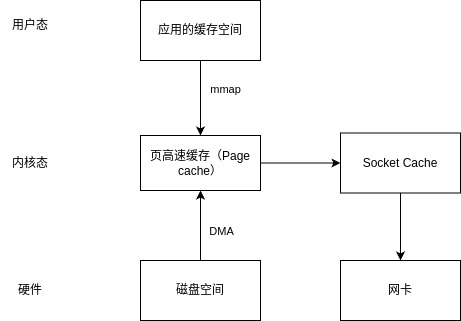 用户态
应用的缓存空间
mmap
内核态
页高速缓存（Page
cache）
Socket Cache
DMA
硬件
磁盘空间
网卡